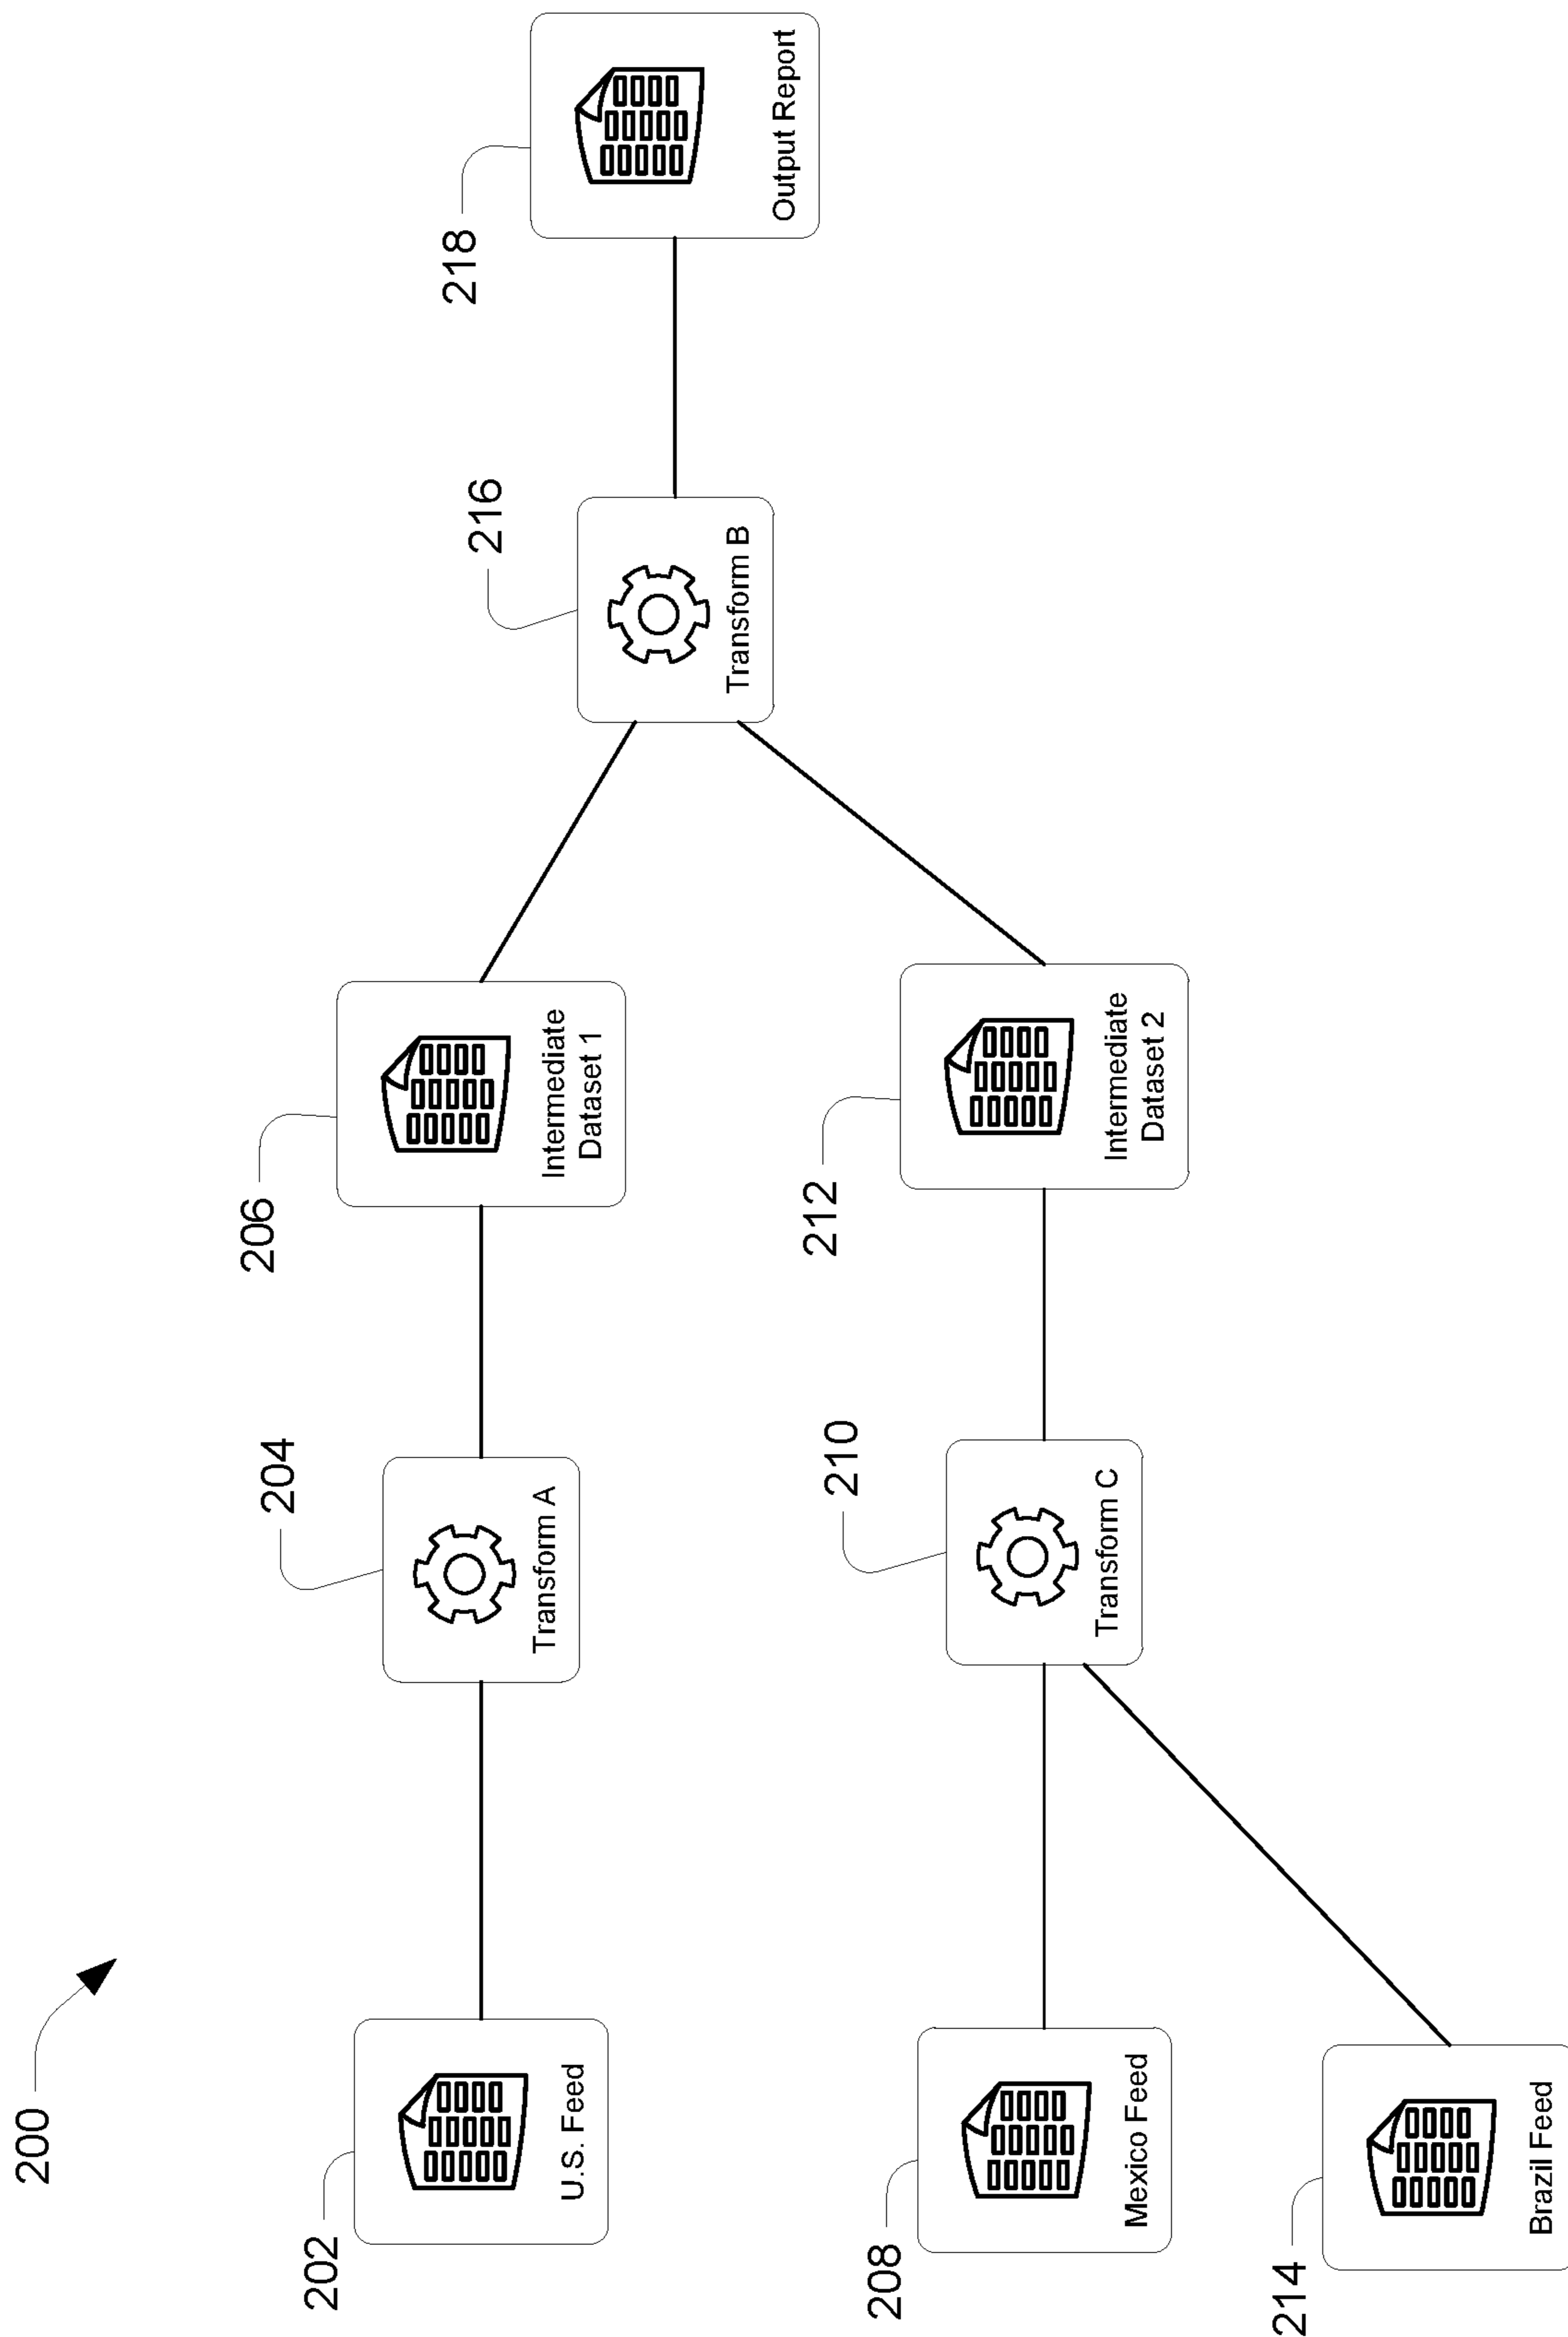 200
202
U.S. Feed
204
Transform A
206
Intermediate
Dataset 1
208
Mexico Feed
210
Transform C
212
Intermediate
Dataset 2
214
Brazil Feed
216
Transform B
218
Output Report